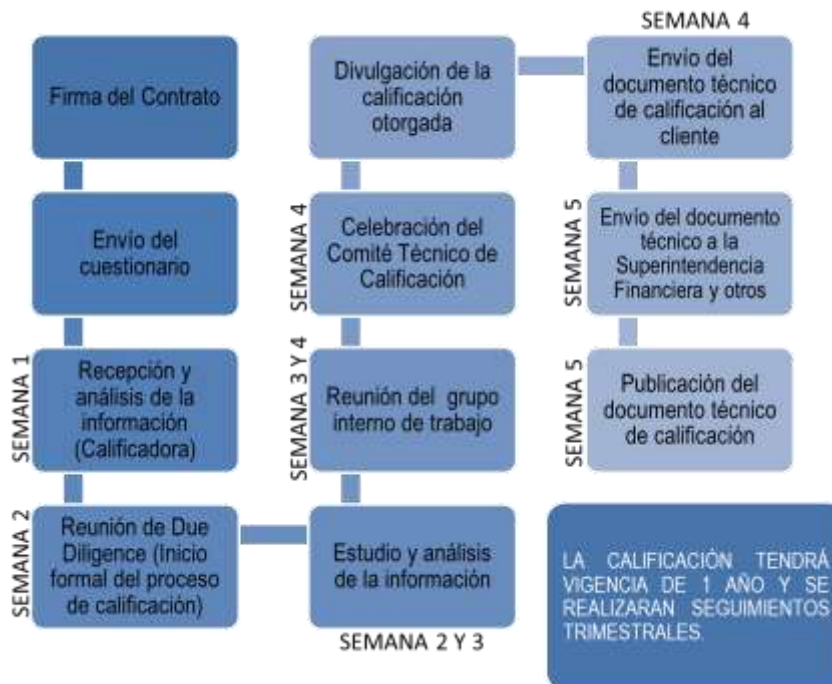 Firma del Contrato
Envío del
cuestionario
SEMANA 1
Recepción y
análisis de la
información
(Calificadora)
SEMANA 2
Reunión de Due
Diligence (Inicio
formal del proceso
de calificación)
Estudio y análisis
de la información
SEMANA 2 Y 3
SEMANA 3 Y 4
Reunión del grupo
interno de trabajo
SEMANA 4
Celebración del
Comité Técnico de
Calificación
Divulgación de la
calificación
otorgada
SEMANA 4
Envío del
documento técnico
de calificación al
cliente
SEMANA 5
Envío del documento
técnico a la
Superintendencia
Financiera y otros
SEMANA 5
Publicación del
documento técnico
de calificación
LA CALIFICACIÓN TENDRÁ
VIGENCIA DE 1 AÑO Y SE
REALIZARAN SEGUIMIENTOS
TRIMESTRALES.